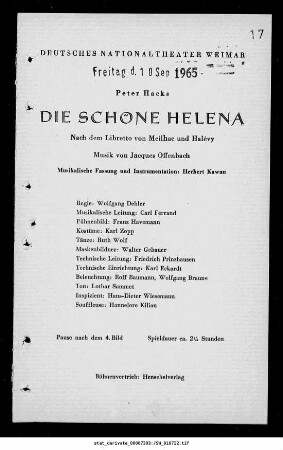 17
DEUTSCHES NATIONALTHEATER WEIMAR
Freitag d. 10 Sep 1965
Peter Hacks
DIE SCHÖNE HELENA
Nach dem Libretto von Meilhac und Halévy
Musik von Jacques Offenbach
Musikalische Fassung und Instrumentation: Herbert Kawan
Regie: Wolfgang Dehler
Musikalische Leitung: Carl Ferrand
Bühnenbild: Franz Havemann
Kostüme: Karl Zopp
Tänze: Ruth Wolf
Maskenbildner: Walter Gebauer
Technische Leitung: Friedrich Prinzhausen
Technische Einrichtung: Karl Eckardt
Beleuchtung: Rolf Baumann, Wolfgang Braune
Ton: Lothar Sammet
Inspizient: Hans-Dieter Wiesemann
Souffleuse: Hannelore Kilian
Pause nach dem 4. Bild Spieldauer ca. 2¼ Stunden
Bühnenvertrieb: Henschelverlag